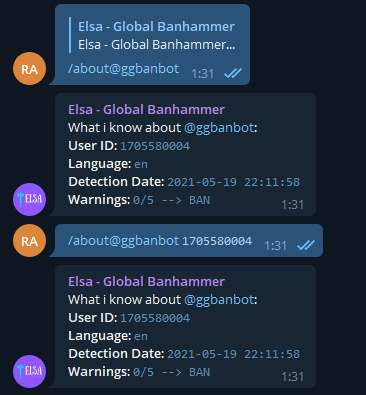 Elsa - Global Banhammer
Elsa - Global Banhammer...
RA
/about@ggbanbot 1:31
Elsa - Global Banhammer
What i know about @ggbanbot:
User ID: 1705580004
Language: en
Detection Date: 2021-05-19 22:11:58
Warnings: 0/5 --> BAN
ELSA
1:31
RA
/about@ggbanbot 1705580004 1:31
Elsa - Global Banhammer
What i know about @ggbanbot:
User ID: 1705580004
Language: en
Detection Date: 2021-05-19 22:11:58
Warnings: 0/5 --> BAN
ELSA
1:31